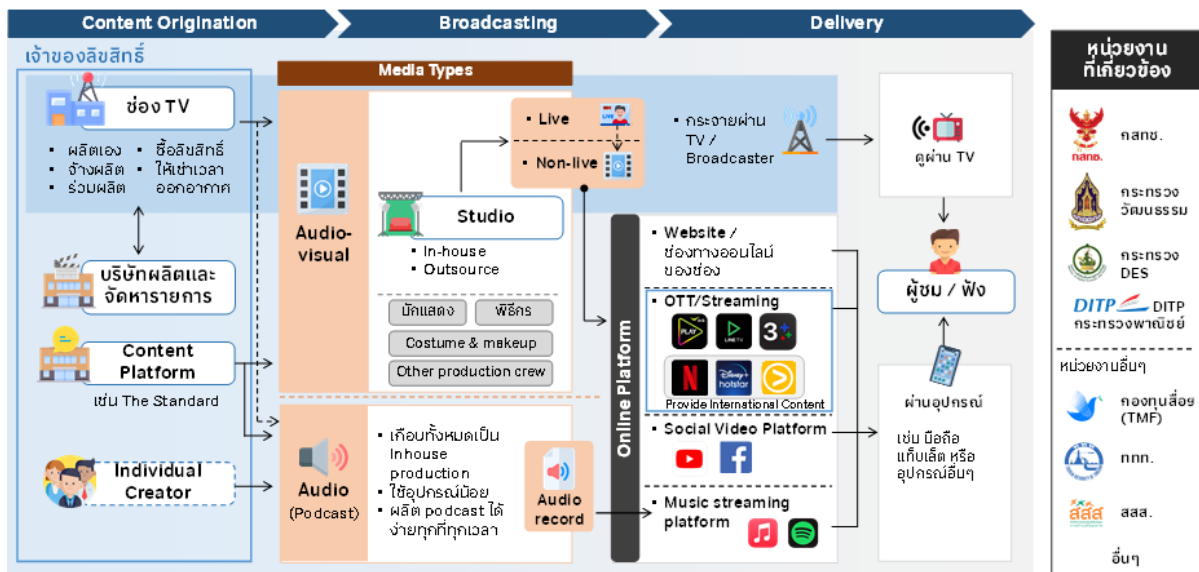 Content Origination
Broadcasting
Delivery
เจ้าของลิขสิทธิ์
ช่อง TV
• ผลิตเอง
• จ้างผลิต
• ร่วมผลิต
• ซื้อลิขสิทธิ์
• ให้เช่าเวลา
ออกอากาศ
บริษัทผลิตและ
จัดหารายการ
Content
Platform
เช่น The Standard
Individual
Creator
Media Types
Audio-
visual
Studio
• In-house
• Outsource
นักแสดง
พิธีกร
Costume & makeup
Other production crew
• Live
LIVE
• Non-live
Audio
(Podcast)
• เกือบทั้งหมดเป็น
Inhouse
production
• ใช้อุปกรณ์น้อย
• ผลิต podcast ได้
ง่ายทุกที่ทุกเวลา
Audio
record
• กระจายผ่าน
TV /
Broadcaster
Online Platform
• Website /
ช่องทางออนไลน์
ของช่อง
• OTT/Streaming
PLAY
LINE TV
3
N
Disney+
hotstar
Provide International Content
• Social Video Platform
• Music streaming
platform
ดูผ่าน TV
ผู้ชม / ฟัง
ผ่านอุปกรณ์
เช่น มือถือ
แท็บเล็ต หรือ
อุปกรณ์อื่นๆ
หน่วยงาน
ที่เกี่ยวข้อง
กสทช.
กสทช.
กระทรวง
วัฒนธรรม
กระทรวง
DES
DITP
DITP
กระทรวงพาณิชย์
หน่วยงานอื่นๆ
กองทุนสื่อฯ
(TMF)
ททท.
สสส
สสส.
อื่นๆ